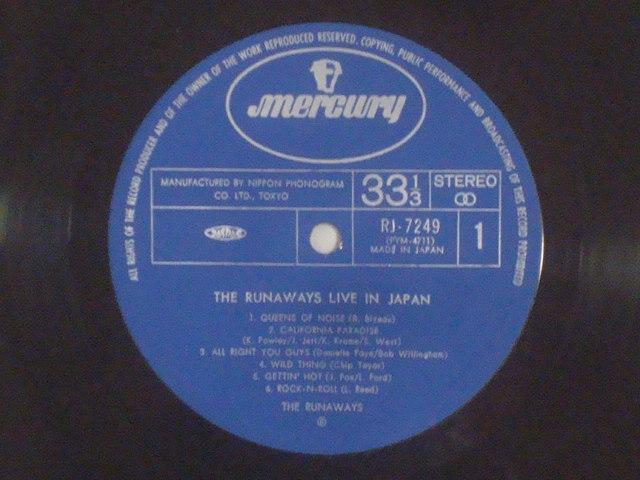 ALL RIGHTS OF THE RECORD PRODUCER AND OF THE OWNER OF THE WORK REPRODUCED RESERVED. COPYING, PUBLIC PERFORMANCE AND BROADCASTING OF THIS RECORD PROHIBITED
mercury
MANUFACTURED BY NIPPON PHONOGRAM
CO. LTD., TOKYO
33 1/3
STEREO
RJ-7249
(FYM-4711)
MADE IN JAPAN
1
THE RUNAWAYS LIVE IN JAPAN
1. QUEENS OF NOISE (B. Bizeau)
2. CALIFORNIA PARADISE
(K. Fowley/J. Jett/K. Krome/S. West)
3. ALL RIGHT YOU GUYS (Danielle Faye/Bob Willingham)
4. WILD THING (Chip Tayor)
5. GETTIN' HOT (J. Fox/L. Ford)
6. ROCK-N-ROLL (L. Reed)
THE RUNAWAYS
℗